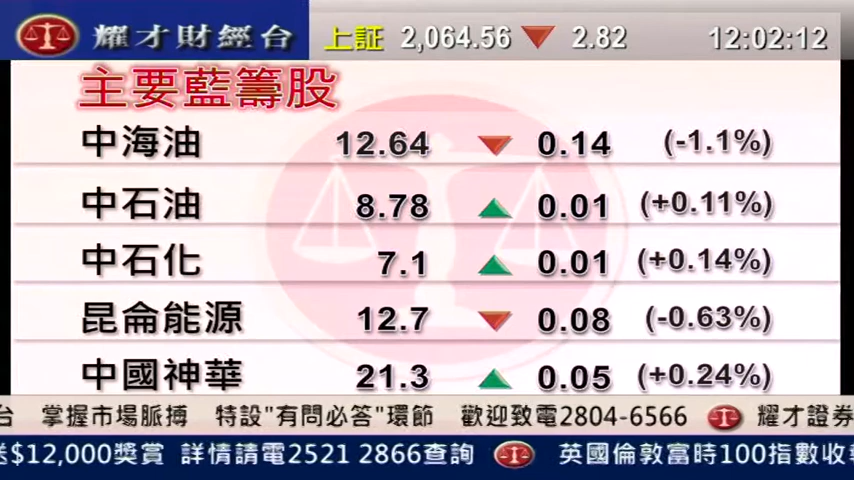 耀才財經台 上証 2,064.56 2.82 12:02:12
主要藍籌股
中海油 12.64 0.14 (-1.1%)
中石油 8.78 0.01 (+0.11%)
中石化 7.1 0.01 (+0.14%)
昆侖能源 12.7 0.08 (-0.63%)
中國神華 21.3 0.05 (+0.24%)
台 掌握市場脈搏 特設"有問必答"環節 歡迎致電2804-6566 耀才證券
送$12,000獎賞 詳情請電2521 2866查詢 英國倫敦富時100指數收報